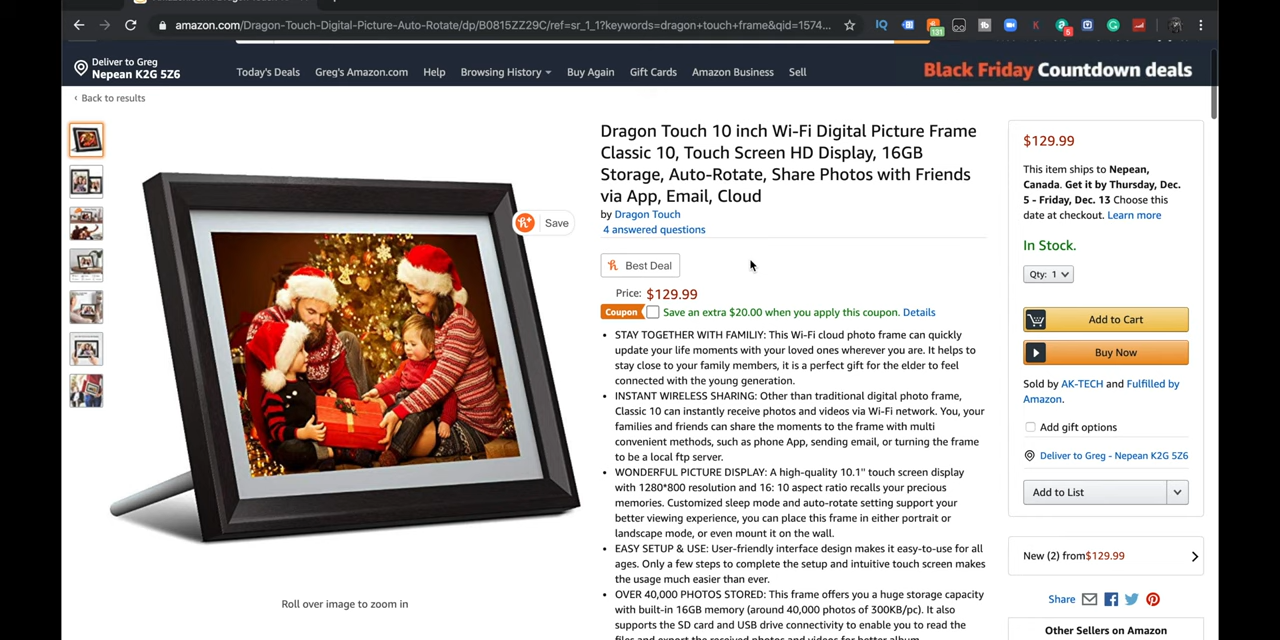 amazon.com/Dragon-Touch-Digital-Picture-Auto-Rotate/dp/B0815ZZ29C/ref=sr_1_1?keywords=dragon+touch+frame&qid=1574...
131
5
Deliver to Greg
Nepean K2G 5Z6
Today's Deals Greg's Amazon.com Help Browsing History Buy Again Gift Cards Amazon Business Sell
Black Friday Countdown deals
‹ Back to results
Dragon Touch 10 inch Wi-Fi Digital Picture Frame
Classic 10, Touch Screen HD Display, 16GB
Storage, Auto-Rotate, Share Photos with Friends
via App, Email, Cloud
by Dragon Touch
4 answered questions
Save
Best Deal
Price: $129.99
Coupon Save an extra $20.00 when you apply this coupon. Details
• STAY TOGETHER WITH FAMILIY: This Wi-Fi cloud photo frame can quickly
update your life moments with your loved ones wherever you are. It helps to
stay close to your family members, it is a perfect gift for the elder to feel
connected with the young generation.
• INSTANT WIRELESS SHARING: Other than traditional digital photo frame,
Classic 10 can instantly receive photos and videos via Wi-Fi network. You, your
families and friends can share the moments to the frame with multi
convenient methods, such as phone App, sending email, or turning the frame
to be a local ftp server.
• WONDERFUL PICTURE DISPLAY: A high-quality 10.1" touch screen display
with 1280*800 resolution and 16: 10 aspect ratio recalls your precious
memories. Customized sleep mode and auto-rotate setting support your
better viewing experience, you can place this frame in either portrait or
landscape mode, or even mount it on the wall.
• EASY SETUP & USE: User-friendly interface design makes it easy-to-use for all
ages. Only a few steps to complete the setup and intuitive touch screen makes
the usage much easier than ever.
• OVER 40,000 PHOTOS STORED: This frame offers you a huge storage capacity
with built-in 16GB memory (around 40,000 photos of 300KB/pc). It also
supports the SD card and USB drive connectivity to enable you to read the
files and export the received photos and videos for better album
Roll over image to zoom in
$129.99
This item ships to Nepean,
Canada. Get it by Thursday, Dec.
5 - Friday, Dec. 13 Choose this
date at checkout. Learn more
In Stock.
Qty: 1
Add to Cart
Buy Now
Sold by AK-TECH and Fulfilled by
Amazon.
Add gift options
Deliver to Greg - Nepean K2G 5Z6
Add to List
New (2) from $129.99
Share
Other Sellers on Amazon